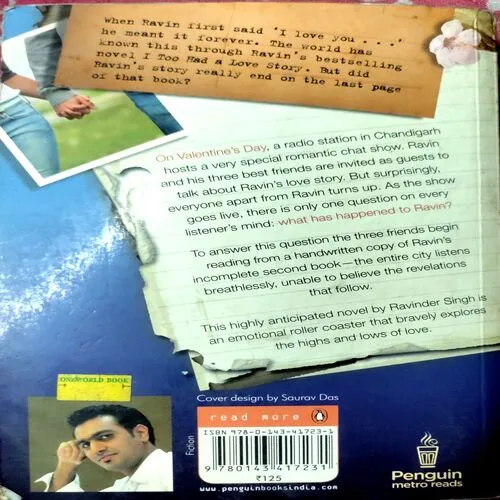 When Ravin first said 'I love you . . .'
he meant it forever. The world has
known this through Ravin's bestselling
novel I Too Had a Love Story. But did
Ravin's story really end on the last page
of that book?
On Valentine's Day, a radio station in Chandigarh
hosts a very special romantic chat show. Ravin
and his three best friends are invited as guests to
talk about Ravin's love story. But surprisingly,
everyone apart from Ravin turns up. As the show
goes live, there is only one question on every
listener's mind: what has happened to Ravin?
To answer this question the three friends begin
reading from a handwritten copy of Ravin's
incomplete second book—the entire city listens
breathlessly, unable to believe the revelations
that follow.
This highly anticipated novel by Ravinder Singh is
an emotional roller coaster that bravely explores
the highs and lows of love.
ONEWORLD BOOK
Cover design by Saurav Das
read more
Fiction
ISBN 978-0-143-41723-1
9 780143 417231
₹125
www.penguinbooksindia.com
Penguin
metro reads